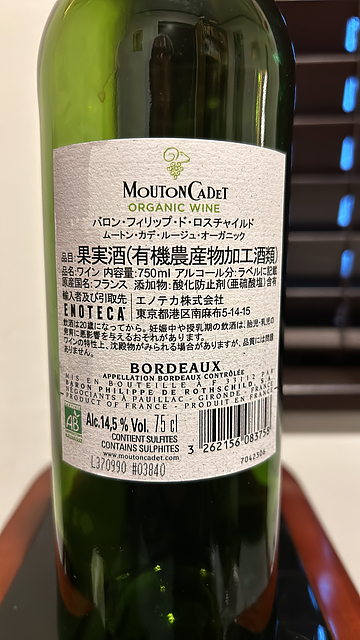 MOUTON CADET
ORGANIC WINE
バロン・フィリップ・ド・ロスチャイルド
ムートン・カデ・ルージュ・オーガニック
品目:果実酒(有機農産物加工酒類)
品名:ワイン 内容量:750ml アルコール分:ラベルに記載
原産国名:フランス 添加物:酸化防止剤(亜硫酸塩)含有
輸入者及び引取先 エノテカ株式会社
ENOTECA 東京都港区南麻布5-14-15
飲酒は20歳になってから。妊娠中や授乳期の飲酒は、胎児・乳児の
発育に悪影響を与えるおそれがあります。
ワインの特性上、沈殿物がみられる場合がありますが、品質には問題
ありません。
BORDEAUX
APPELLATION BORDEAUX CONTRÔLÉE
MIS EN BOUTEILLE À F 33112 PAR
BARON PHILIPPE DE ROTHSCHILD, S.A.
NÉGOCIANTS À PAUILLAC - GIRONDE - FRANCE
PRODUCT OF FRANCE - PRODUIT EN FRANCE
AB
Alc.14,5 % Vol. 75 cl
CONTIENT SULFITES
CONTAINS SULPHITES
www.moutoncadet.com
3 262156 083758
7042306
L370990 #03840